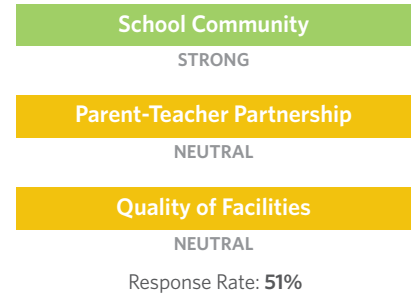 School Community
STRONG
Parent-Teacher Partnership
NEUTRAL
Quality of Facilities
NEUTRAL
Response Rate: 51%